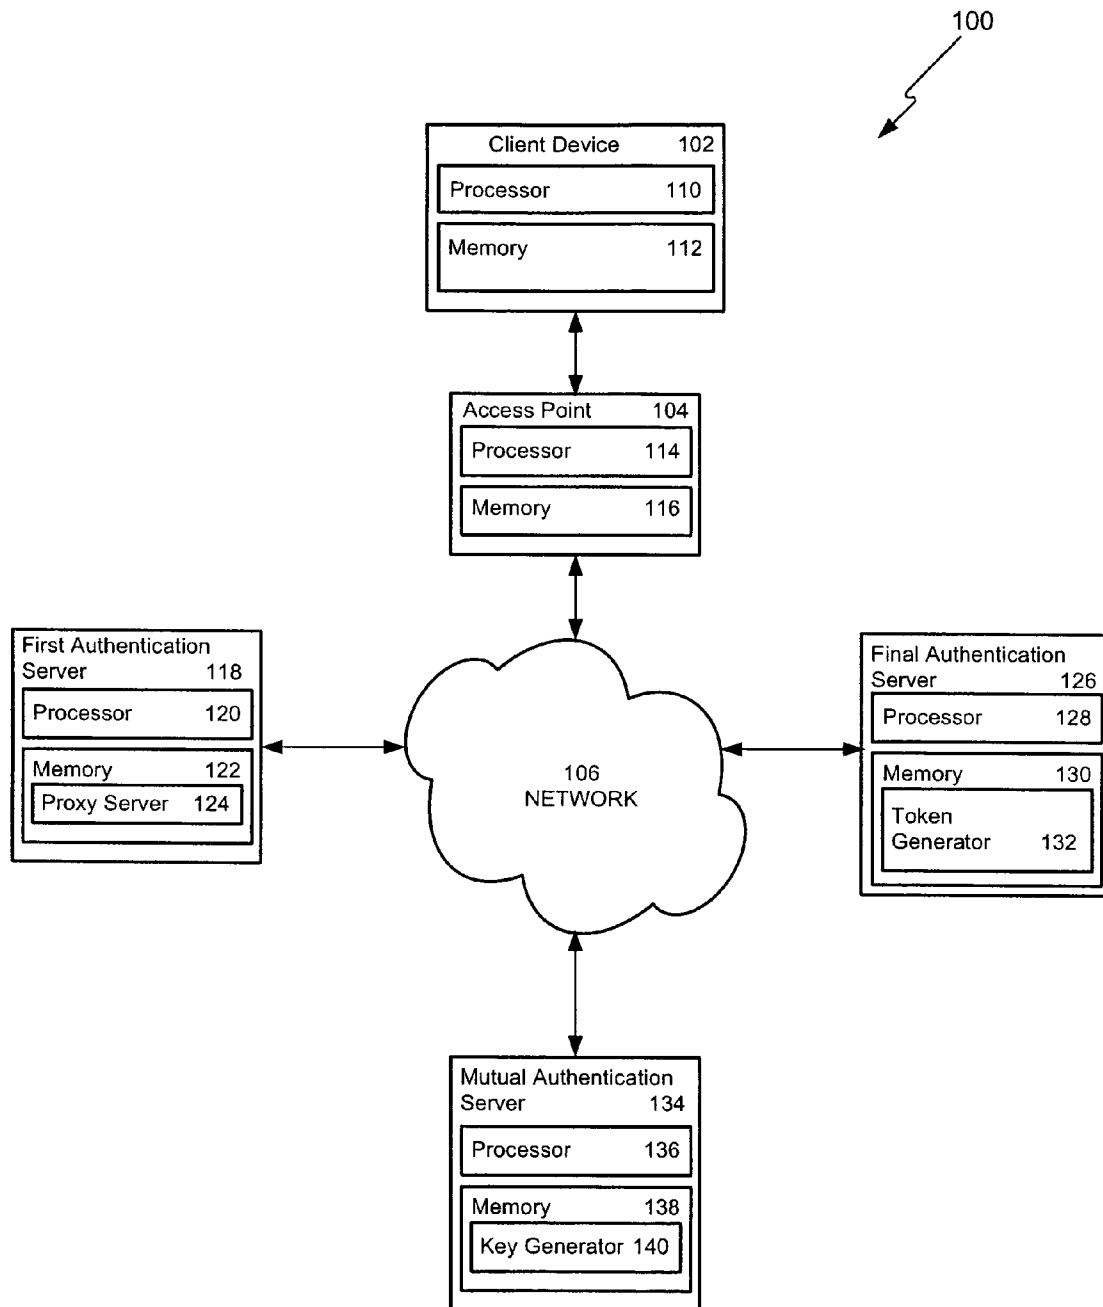 100
Client Device 102
Processor 110
Memory 112
Access Point 104
Processor 114
Memory 116
First Authentication
Server 118
Processor 120
Memory 122
Proxy Server 124
106
NETWORK
Final Authentication
Server 126
Processor 128
Memory 130
Token
Generator 132
Mutual Authentication
Server 134
Processor 136
Memory 138
Key Generator 140